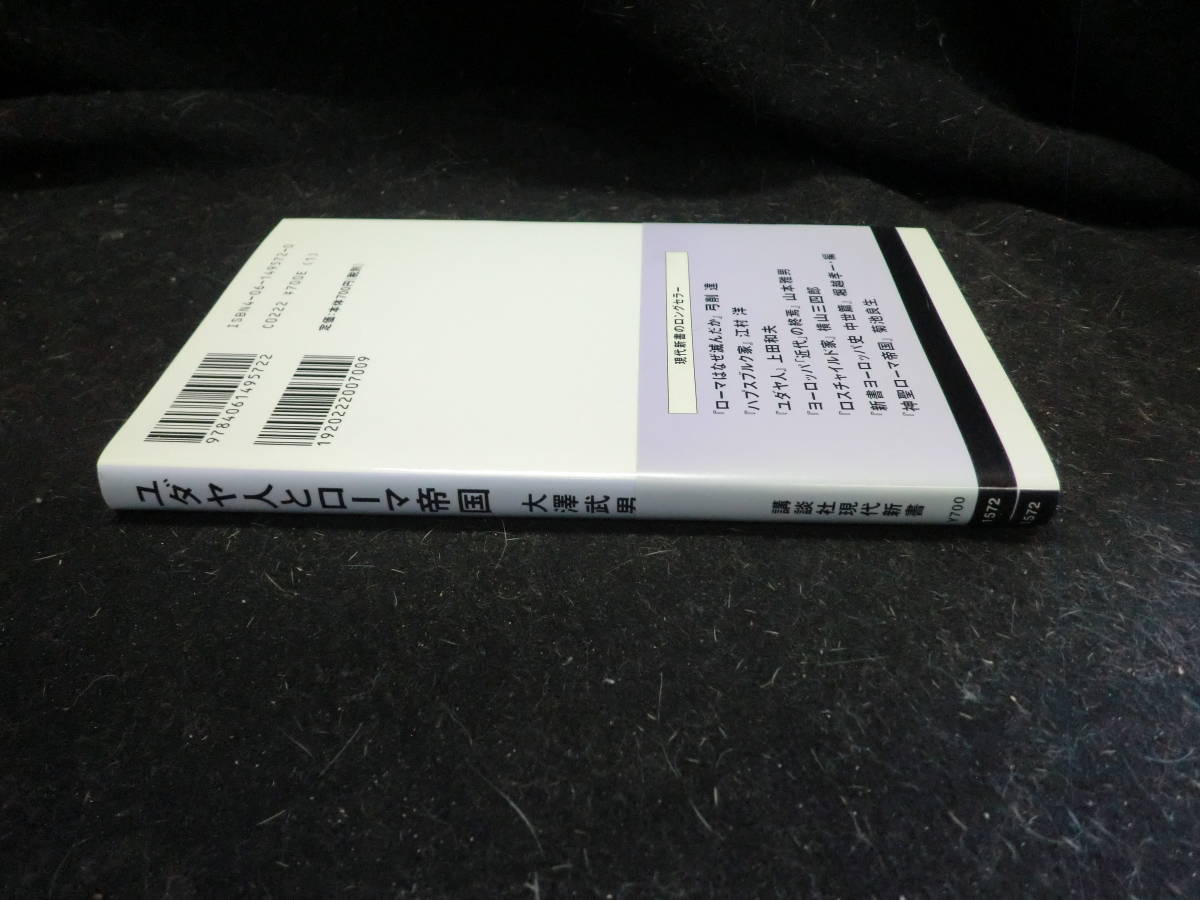 ISBN4-06-149572-0
C0222 ¥700E (1)
定価:本体700円(税別)
9784061495722
1920222007009
現代新書のロングセラー
『ローマはなぜ滅んだか』弓削 達
『ハプスブルク家』江村 洋
『ユダヤ人』上田和夫
『ヨーロッパ「近代」の終焉』山本雅男
『ロスチャイルド家』横山三四郎
『新書ヨーロッパ史 中世篇』堀越孝一・編
『神聖ローマ帝国』菊池良生
ユダヤ人とローマ帝国 大澤武男 講談社現代新書 ¥700 1572
1572